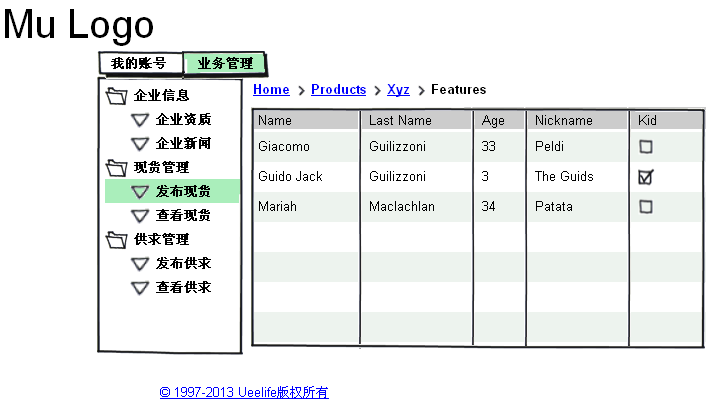 Mu Logo
我的账号 业务管理
企业信息
企业资质
企业新闻
现货管理
发布现货
查看现货
供求管理
发布供求
查看供求
Home Products Xyz Features
Name Last Name Age Nickname Kid
Giacomo Guilizzoni 33 Peldi
Guido Jack Guilizzoni 3 The Guids
Mariah Maclachlan 34 Patata
© 1997-2013 Ueelife版权所有